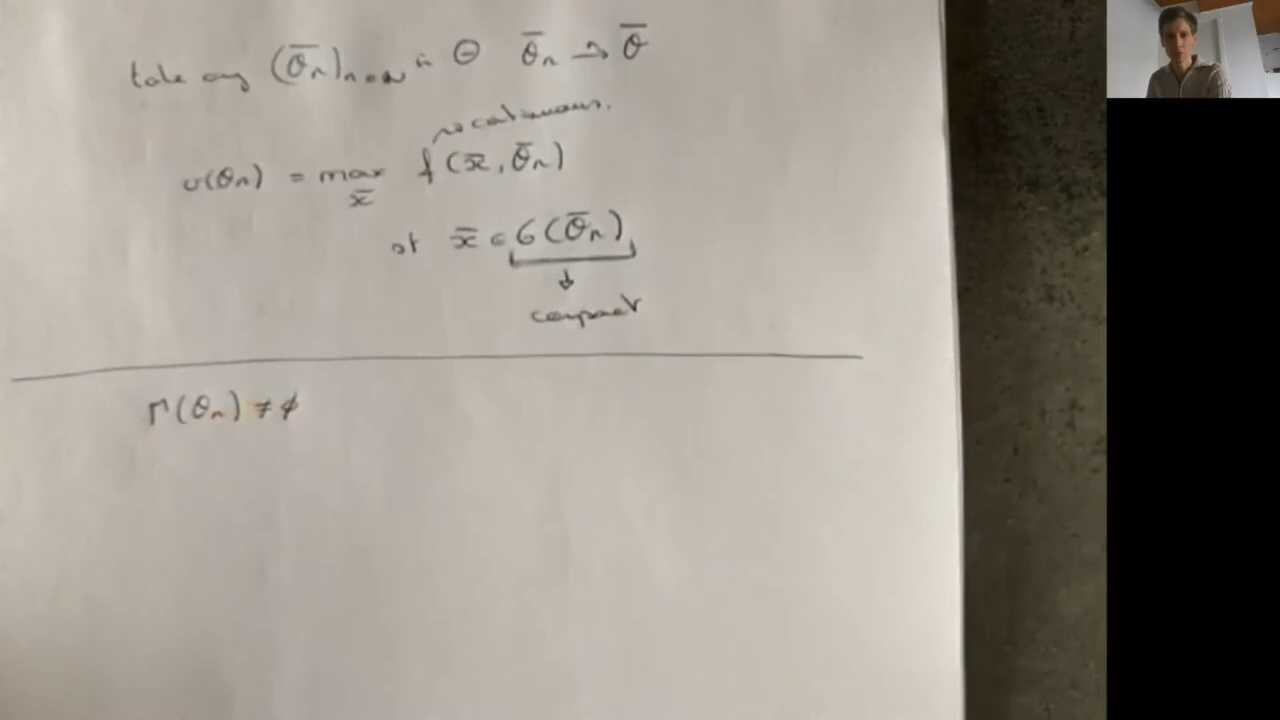 take any (θ̄ₙ)ₙ∈ℕ in Θ θ̄ₙ → θ̄
→ continuous.
v(θₙ) = max f(x̄, θ̄ₙ)
x̄
st x̄ ∈ G(θ̄ₙ)
↓
compact
Γ(θₙ) ≠ ∅